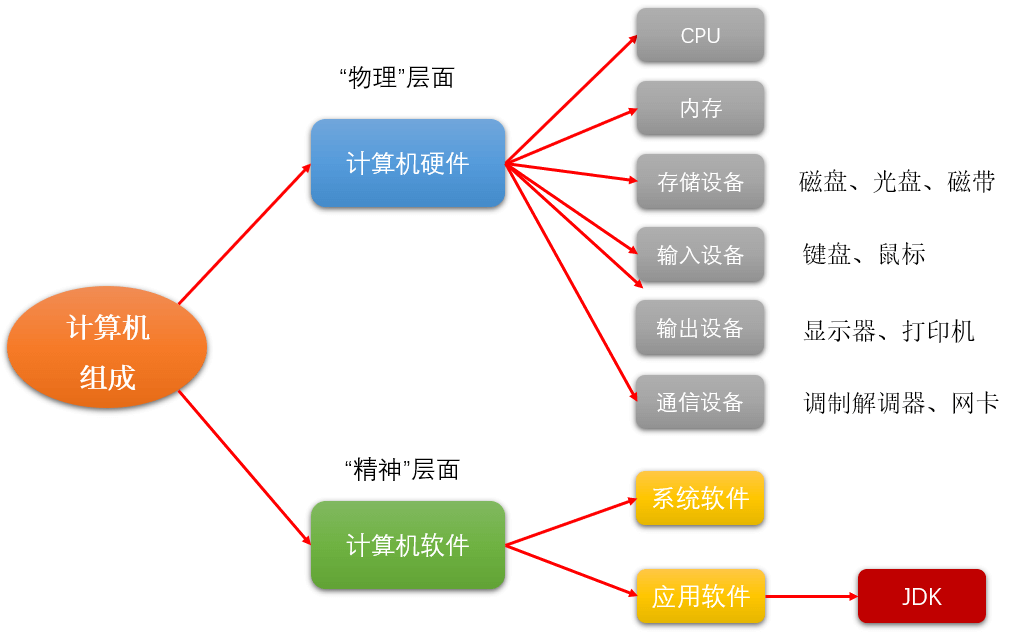 CPU
“物理”层面
内存
计算机硬件
存储设备
磁盘、光盘、磁带
输入设备
键盘、鼠标
计算机
组成
输出设备
显示器、打印机
通信设备
调制解调器、网卡
“精神”层面
系统软件
计算机软件
应用软件
JDK